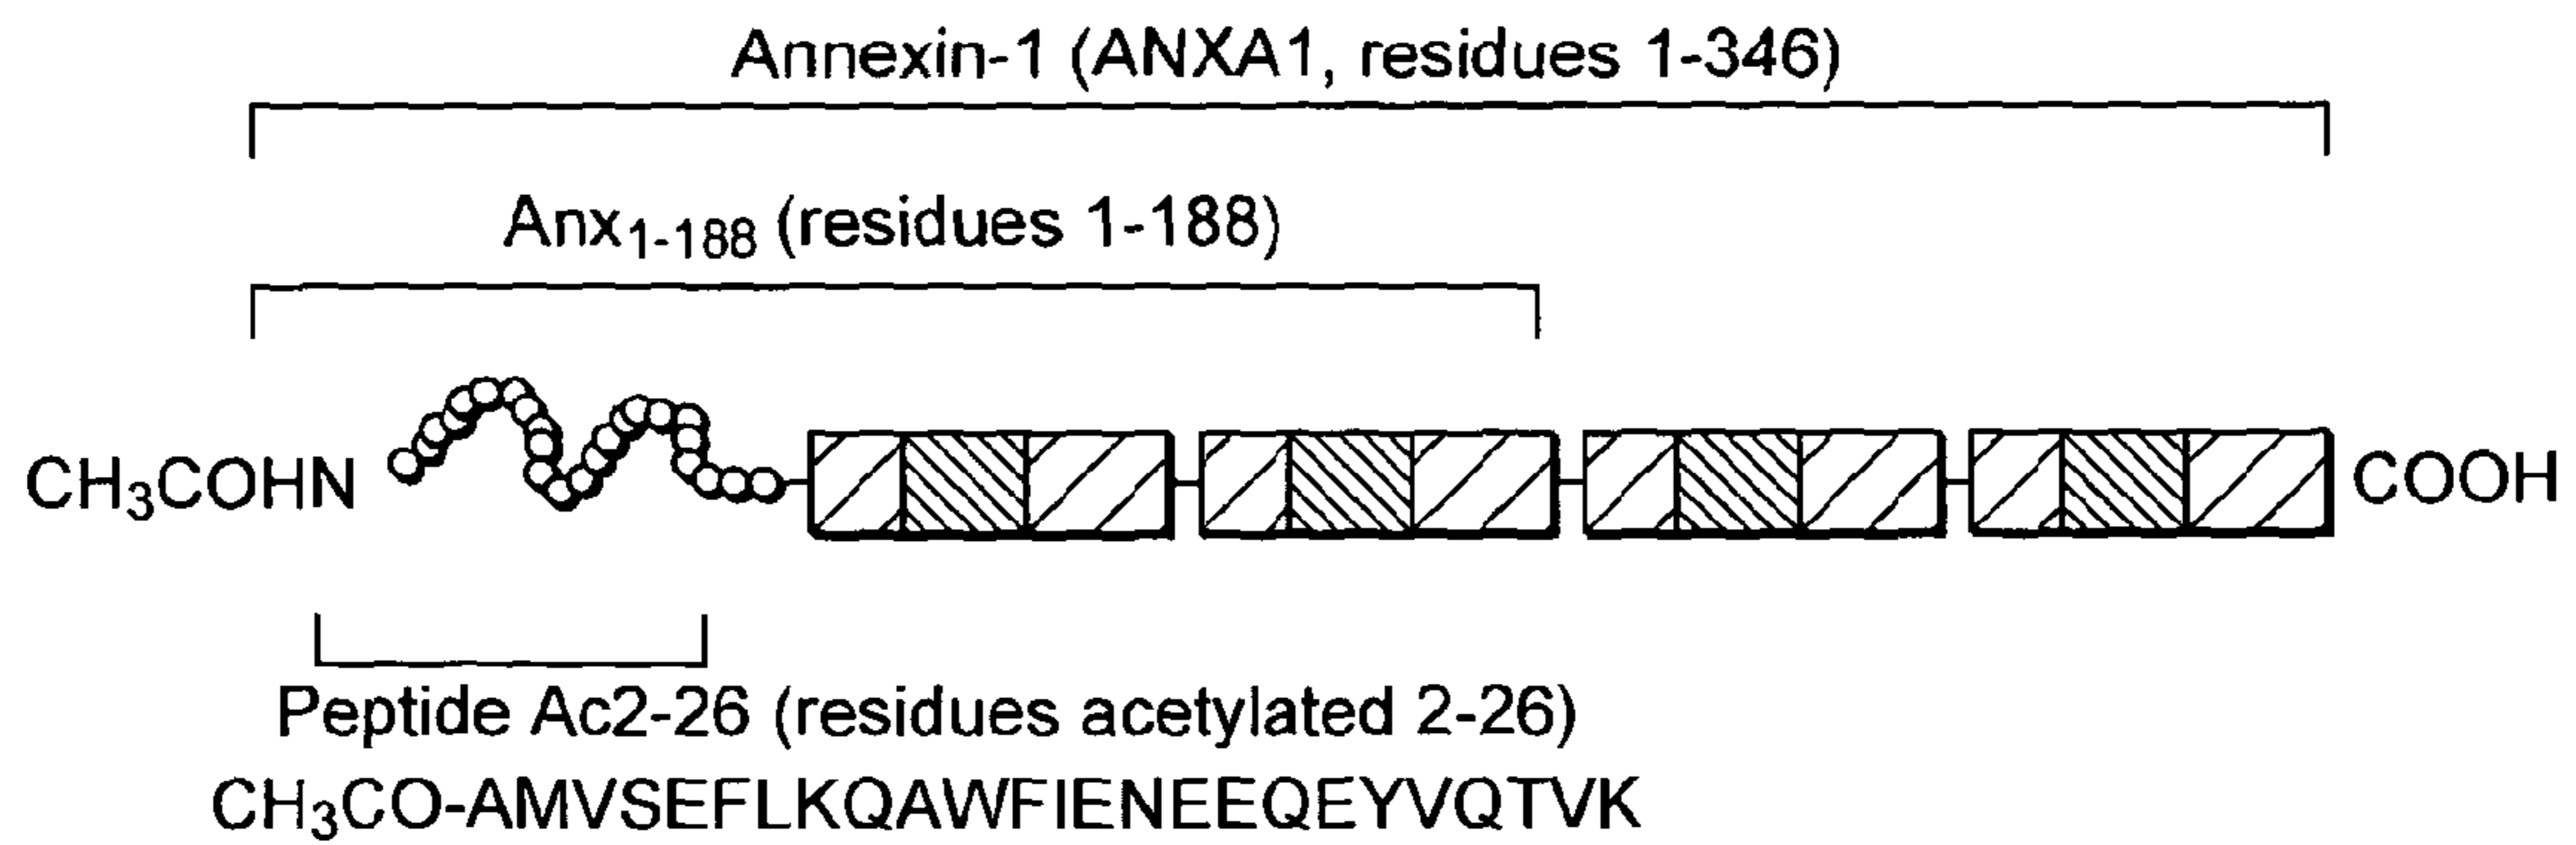 Annexin-1 (ANXA1, residues 1-346)
Anx₁₋₁₈₈ (residues 1-188)
CH₃COHN COOH
Peptide Ac2-26 (residues acetylated 2-26)
CH₃CO-AMVSEFLKQAWFIENEEQEYVQTVK